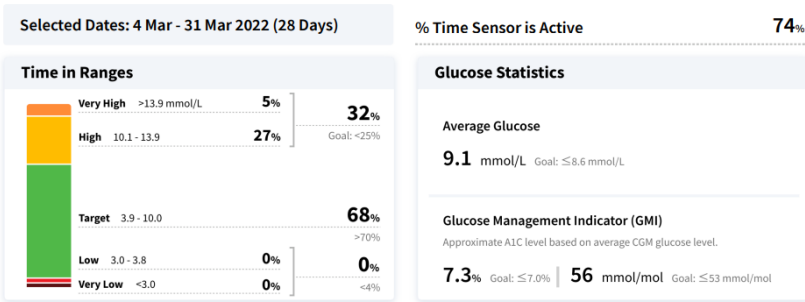 Selected Dates: 4 Mar - 31 Mar 2022 (28 Days)
% Time Sensor is Active 74%
Time in Ranges
Very High >13.9 mmol/L 5%
High 10.1 - 13.9 27%
32%
Goal: <25%
Target 3.9 - 10.0 68%
>70%
Low 3.0 - 3.8 0%
Very Low <3.0 0%
0%
<4%
Glucose Statistics
Average Glucose
9.1 mmol/L Goal: ≤8.6 mmol/L
Glucose Management Indicator (GMI)
Approximate A1C level based on average CGM glucose level.
7.3% Goal: ≤7.0% | 56 mmol/mol Goal: ≤53 mmol/mol